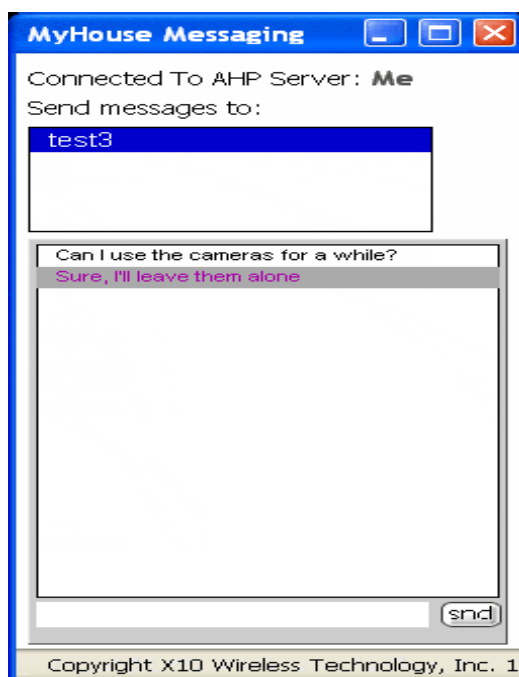 MyHouse Messaging
Connected To AHP Server: Me
Send messages to:
test3
Can I use the cameras for a while?
Sure, I'll leave them alone
snd
Copyright X10 Wireless Technology, Inc. 1